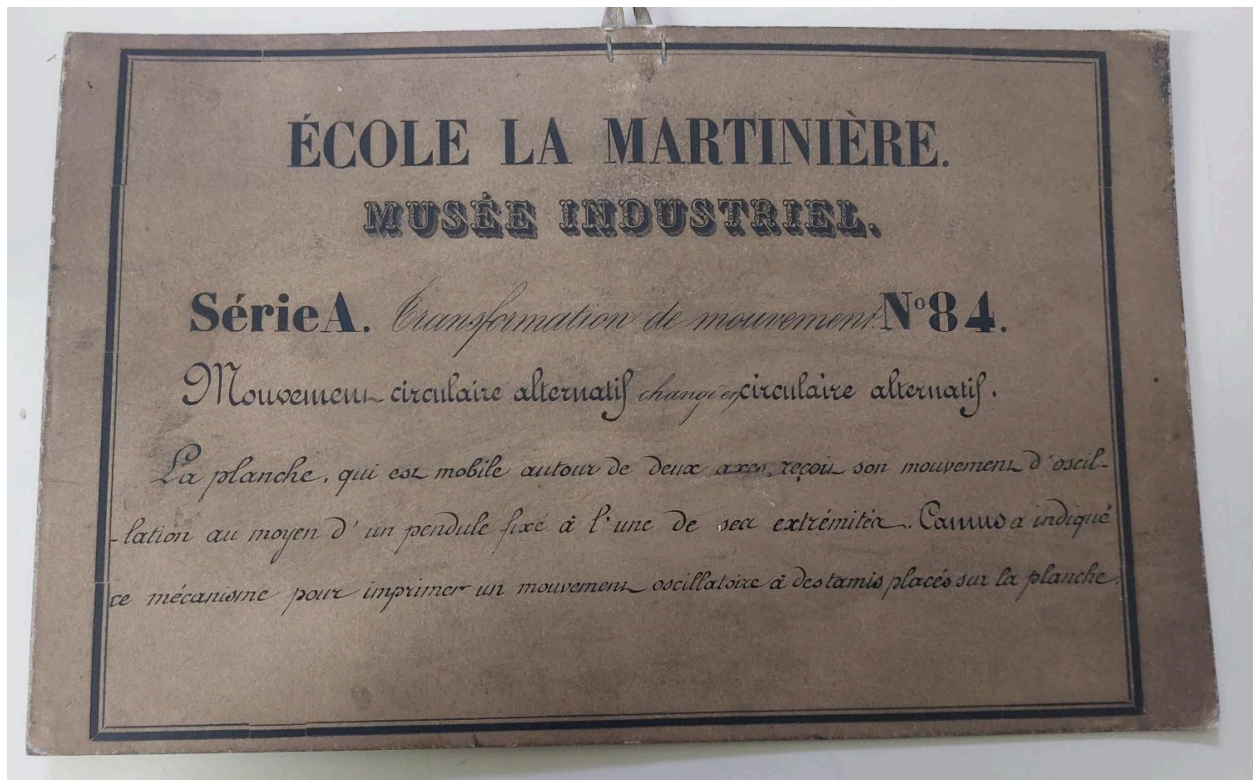 ÉCOLE LA MARTINIÈRE.
MUSÉE INDUSTRIEL.
Série A. Transformation de mouvement. N° 84.
Mouvement circulaire alternatif changé en circulaire alternatif.
La planche, qui est mobile autour de deux axes, reçoit son mouvement d'oscil-
-lation au moyen d'un pendule fixé à l'une de ses extrémités. Camus a indiqué
ce mécanisme pour imprimer un mouvement oscillatoire à des tamis placés sur la planche.